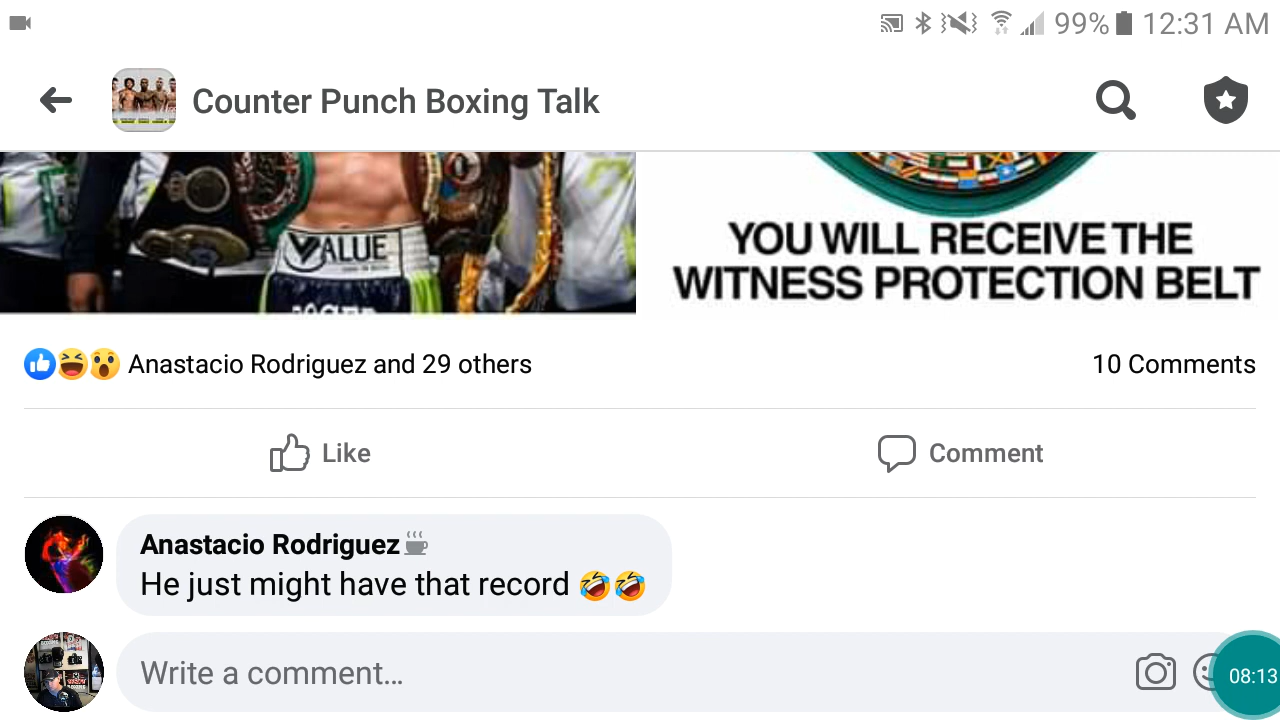 99% 12:31 AM
Counter Punch Boxing Talk
VALUE
YOU WILL RECEIVE THE
WITNESS PROTECTION BELT
Anastacio Rodriguez and 29 others
10 Comments
Like
Comment
Anastacio Rodriguez
He just might have that record 🤣🤣
Write a comment...
08:13